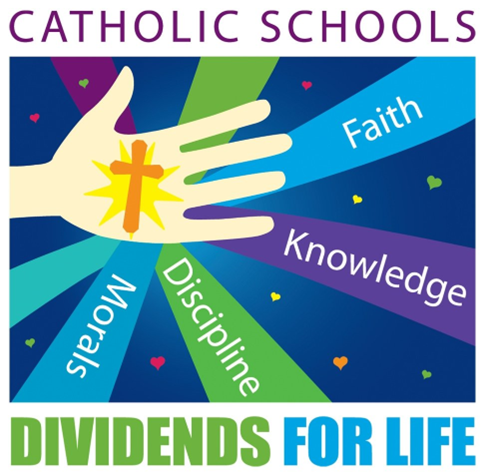 CATHOLIC SCHOOLS
Faith
Knowledge
Discipline
Morals
DIVIDENDS FOR LIFE